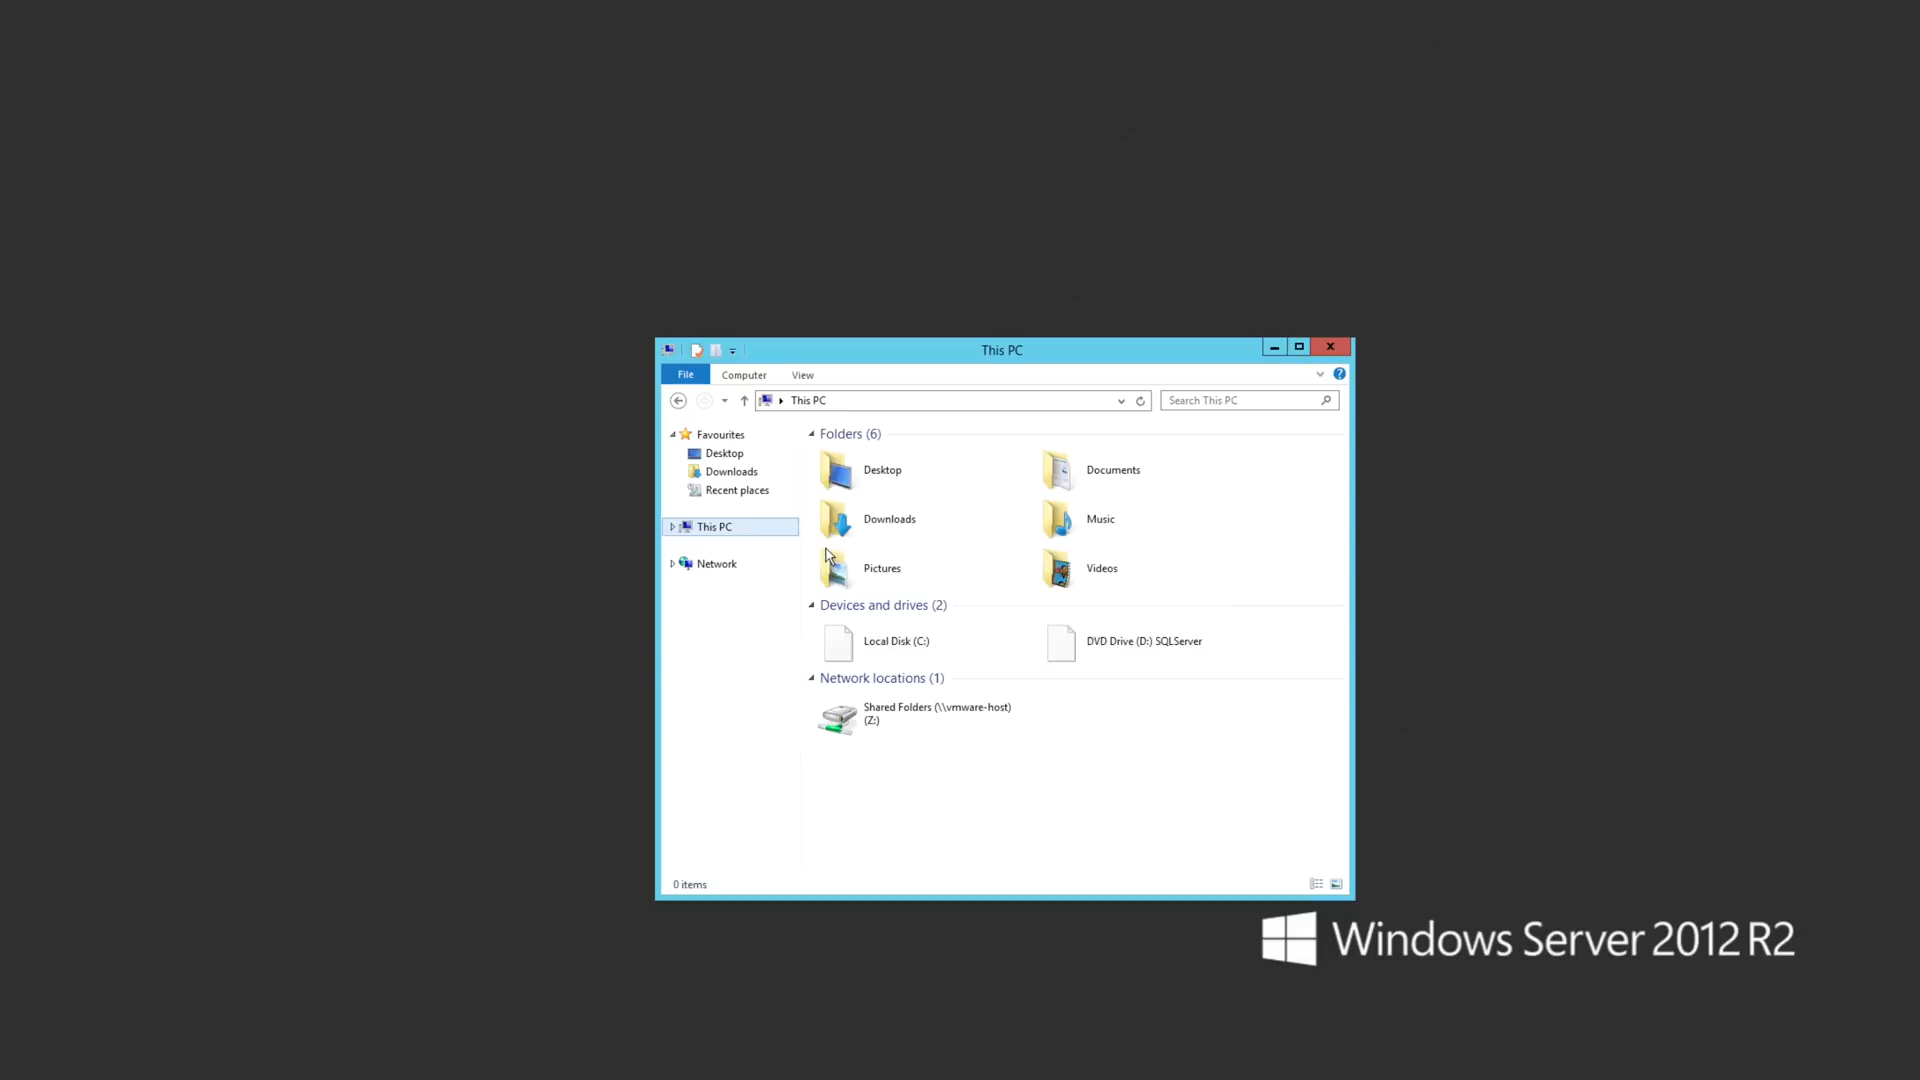 This PC
File
Computer
View
This PC
Search This PC
Favourites
Desktop
Downloads
Recent places
This PC
Network
Folders (6)
Desktop
Documents
Downloads
Music
Pictures
Videos
Devices and drives (2)
Local Disk (C:)
DVD Drive (D:) SQLServer
Network locations (1)
Shared Folders (\\vmware-host)
(Z:)
0 items
Windows Server 2012 R2